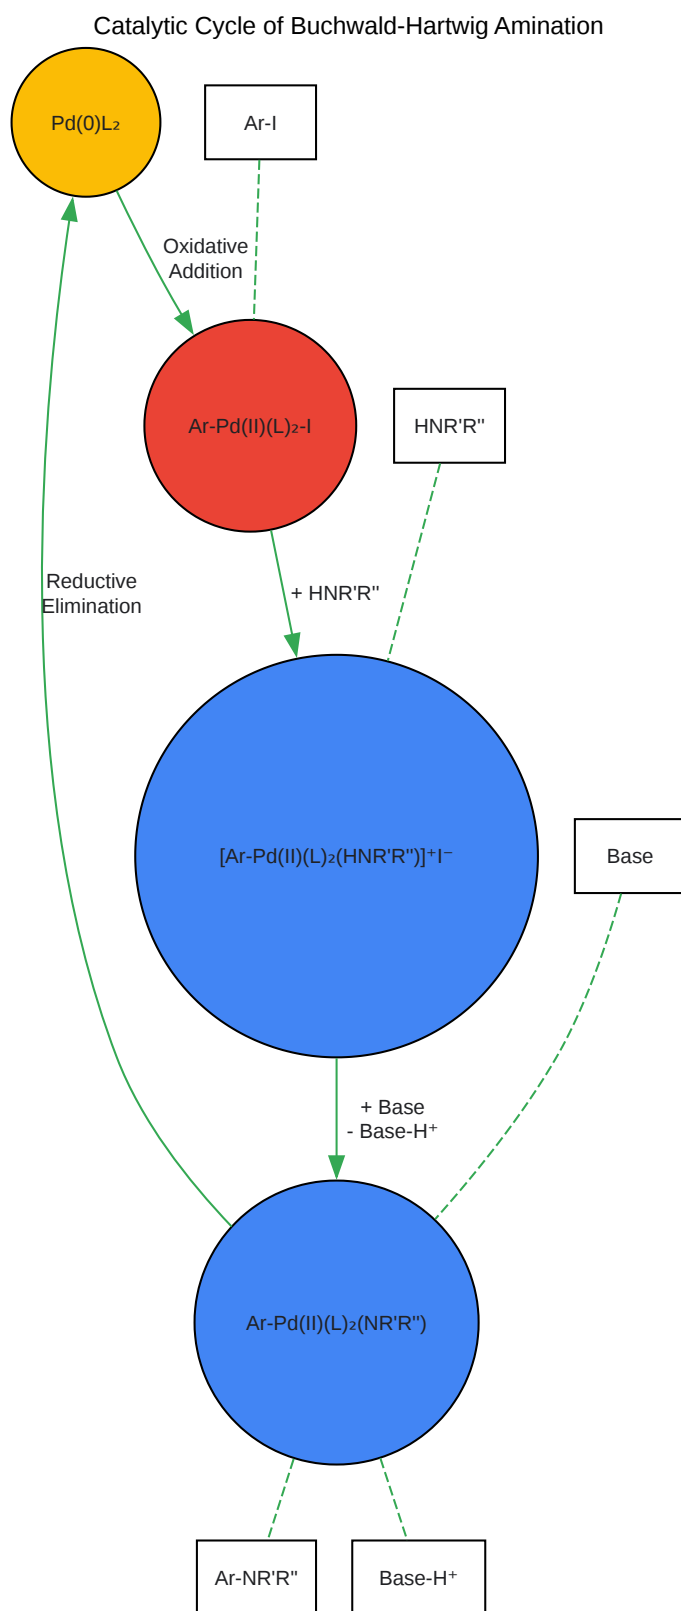 Catalytic Cycle of Buchwald-Hartwig Amination
Pd(0)L₂
Ar-I
Oxidative
Addition
Ar-Pd(II)(L)₂-I
HNR'R''
Reductive
Elimination
+ HNR'R''
[Ar-Pd(II)(L)₂(HNR'R'')]⁺I⁻
Base
+ Base
- Base-H⁺
Ar-Pd(II)(L)₂(NR'R'')
Ar-NR'R''
Base-H⁺